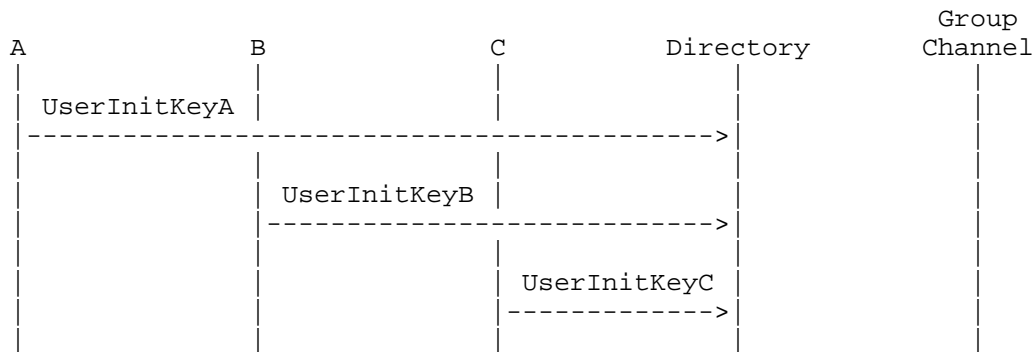 Group
A B C Directory Channel
UserInitKeyA
UserInitKeyB
UserInitKeyC